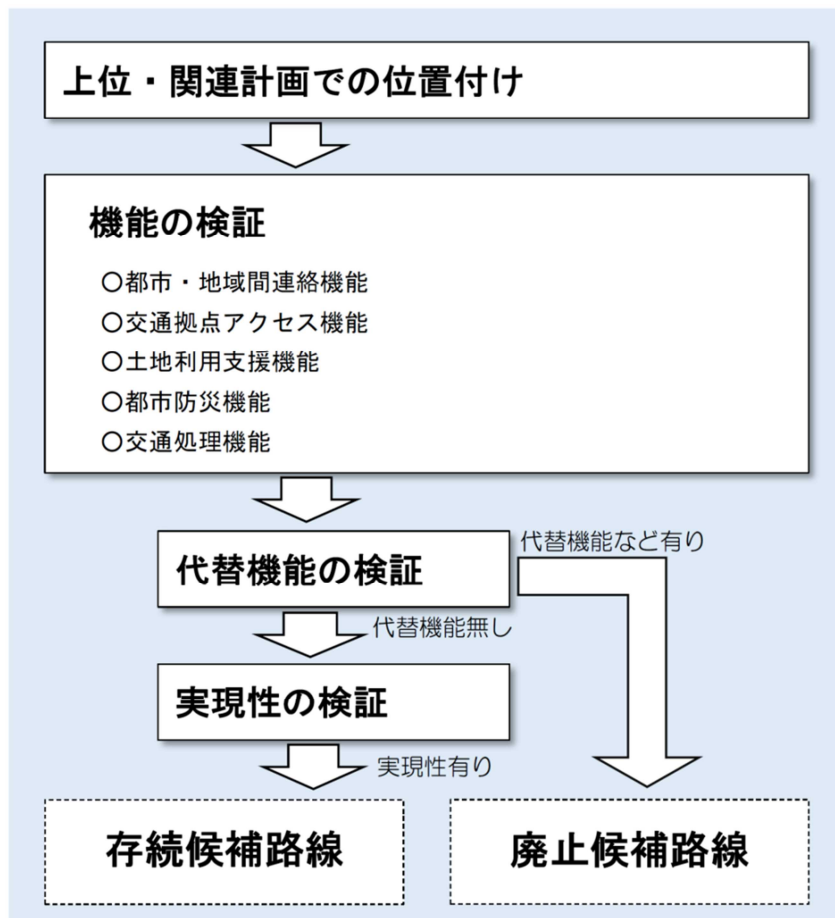 上位・関連計画での位置付け
機能の検証
○都市・地域間連絡機能
○交通拠点アクセス機能
○土地利用支援機能
○都市防災機能
○交通処理機能
代替機能の検証
代替機能など有り
代替機能無し
実現性の検証
実現性有り
存続候補路線
廃止候補路線